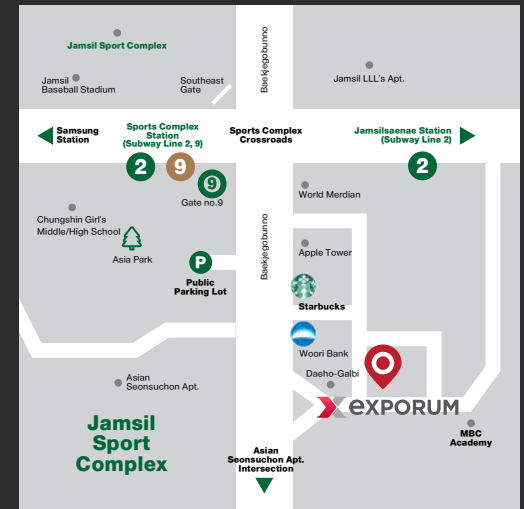 Jamsil Sport Complex
Jamsil
Baseball Stadium
Southeast
Gate
Baekjegobunno
Jamsil LLL's Apt.
Samsung
Station
Sports Complex
Station
(Subway Line 2, 9)
Sports Complex
Crossroads
Jamsilsaenae Station
(Subway Line 2)
2
9
9
2
Gate no.9
World Merdian
Chungshin Girl's
Middle/High School
Asia Park
Baekjegobunno
Apple Tower
P
Public
Parking Lot
Starbucks
Woori Bank
Daeho-Galbi
Asian
Seonsuchon Apt.
EXPORUM
Jamsil
Sport
Complex
MBC
Academy
Asian
Seonsuchon Apt.
Intersection